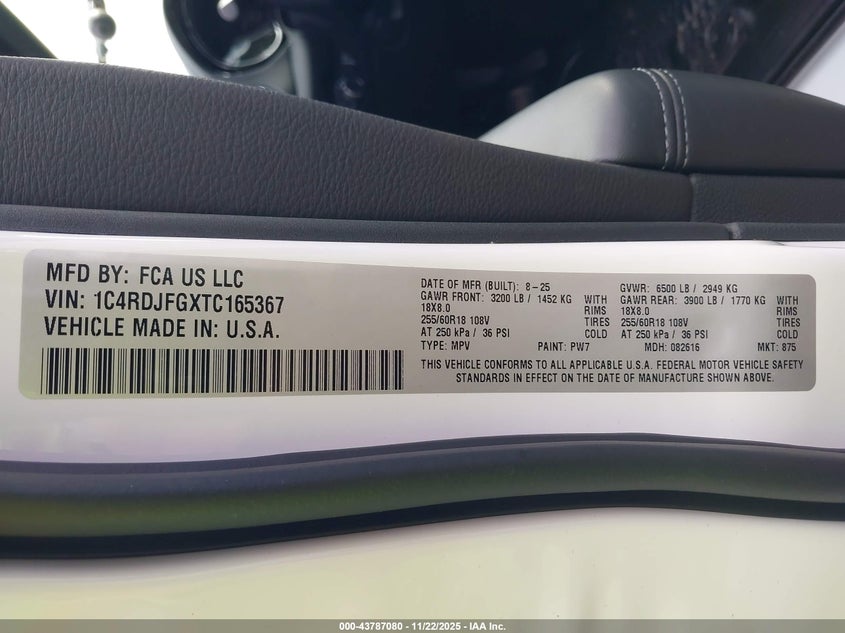 MFD BY: FCA US LLC
VIN: 1C4RDJFGXTC165367
VEHICLE MADE IN: U.S.A.
DATE OF MFR (BUILT): 8-25 GVWR: 6500 LB / 2949 KG
GAWR FRONT: 3200 LB / 1452 KG WITH GAWR REAR: 3900 LB / 1770 KG WITH
18X8.0 RIMS 18X8.0 RIMS
255/60R18 108V TIRES 255/60R18 108V TIRES
AT 250 kPa / 36 PSI COLD AT 250 kPa / 36 PSI COLD
TYPE: MPV PAINT: PW7 MDH: 082616 MKT: 875
THIS VEHICLE CONFORMS TO ALL APPLICABLE U.S.A. FEDERAL MOTOR VEHICLE SAFETY
STANDARDS IN EFFECT ON THE DATE OF MANUFACTURE SHOWN ABOVE.
000-43787080 - 11/22/2025 - IAA Inc.